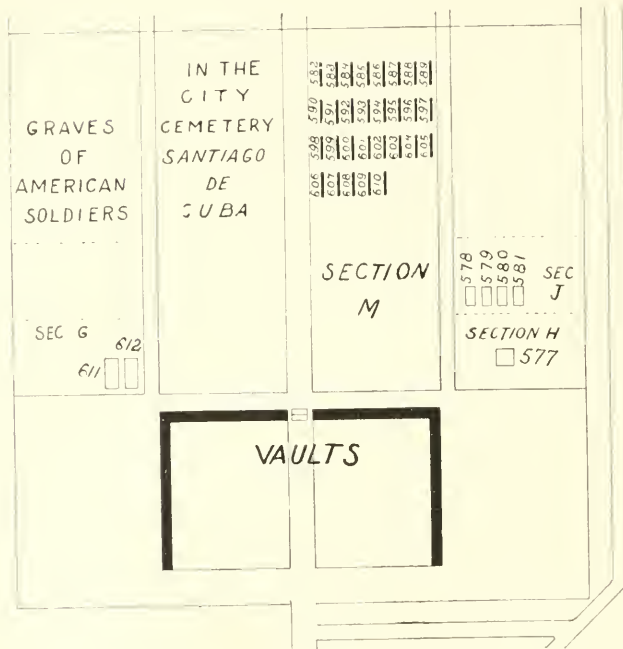 GRAVES
OF
AMERICAN
SOLDIERS
IN THE
CITY
CEMETERY
SANTIAGO
DE
CUBA
582 583 584 585 586 587 588 589
590 591 592 593 594 595 596 597
598 599 600 601 602 603 604 605
606 607 608 609 610
SECTION
M
578 579 580 581
SEC
J
SECTION H
577
SEC G
612
611
VAULTS